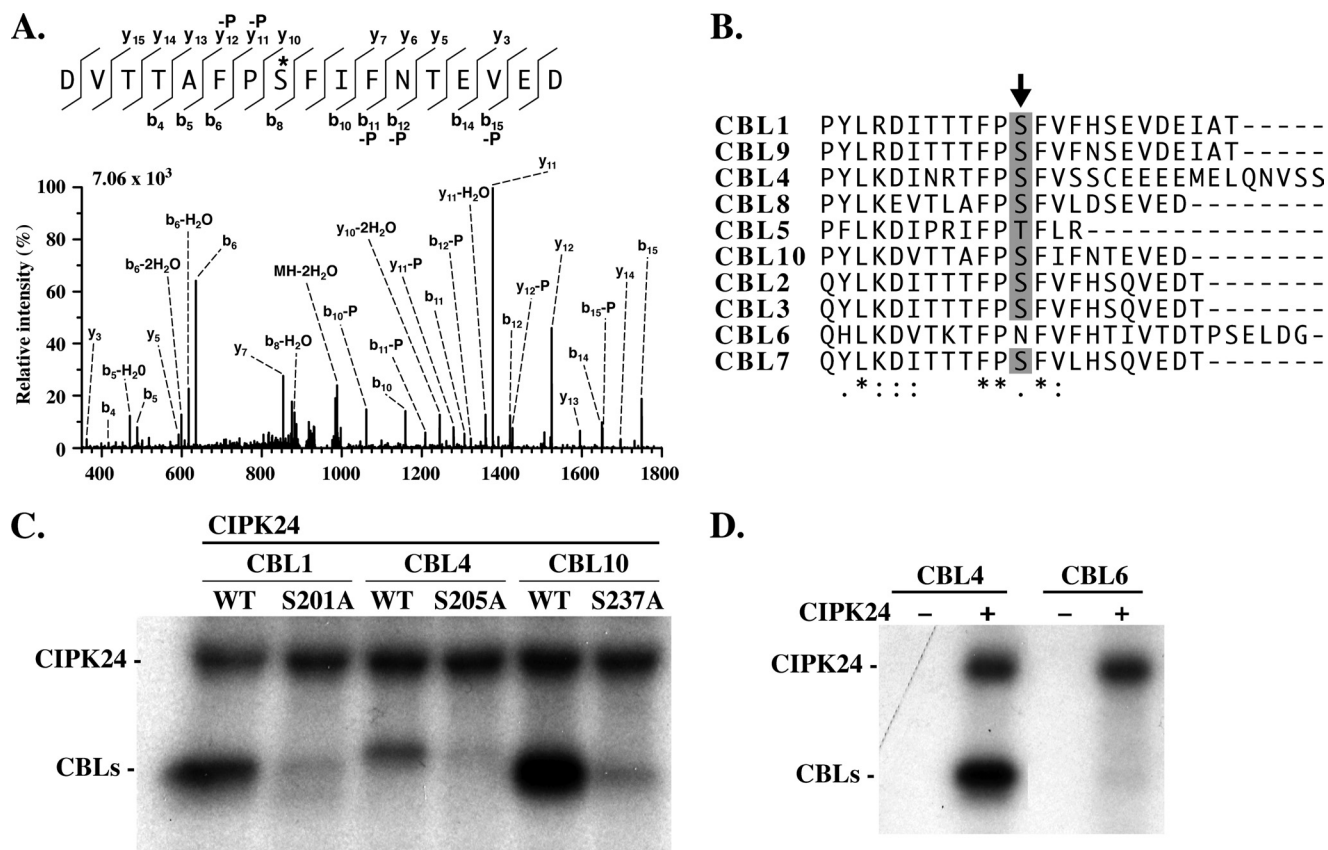 A.
-P -P
y15 y14 y13 y12 y11 y10 y7 y6 y5 y3
*
D V T T A F P S F I F N T E V E D
b4 b5 b6 b8 b10 b11 b12 b14 b15
-P -P -P
7.06 x 10³
Relative intensity (%)
100
80
60
40
20
0
y3
b5-H20
b4
b5
y5
b6-2H2O
b6-H2O
b6
y7
b8-H2O
MH-2H2O
b10-P
b11-P
b10
y10-2H2O
y11-P
b11
b12-P
y11-H2O
y11
b12
y12-P
y12
y13
b14
b15-P
y14
b15
400 600 800 1000 1200 1400 1600 1800
B.
CBL1 PYLRDITTTFPSFVFHSEVDEIAT-----
CBL9 PYLRDITTTFPSFVFNSEVDEIAT-----
CBL4 PYLKDINRTFPSFVSSCEEEEMELQNVSS
CBL8 PYLKEVTLAFPSFVLDSEVED--------
CBL5 PFLKDIPRIFPTFLR--------------
CBL10 PYLKDVTTAFPSFIFNTEVED--------
CBL2 QYLKDITTTFPSFVFHSQVEDT-------
CBL3 QYLKDITTTFPSFVFHSQVEDT-------
CBL6 QHLKDVTKTFPNFVFHTIVTDTPSELDG-
CBL7 QYLKDITTTFPSFVLHSQVEDT-------
.*::: **.*:
C.
CIPK24
CBL1 CBL4 CBL10
WT S201A WT S205A WT S237A
CIPK24 -
CBLs -
D.
CBL4 CBL6
CIPK24 - + - +
CIPK24 -
CBLs -